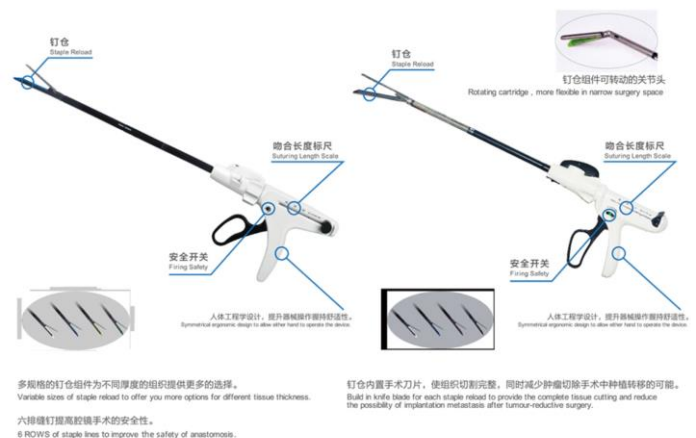 钉仓
Staple Reload
吻合长度标尺
Suturing Length Scale
安全开关
Firing Safety
人体工程学设计，提升器械操作握持舒适性。
Symmetrical ergonomic design to allow either hand to operate the device.
多规格的钉仓组件为不同厚度的组织提供更多的选择。
Variable sizes of staple reload to offer you more options for different tissue thickness.
六排缝钉提高腔镜手术的安全性。
6 ROWS of staple lines to improve the safety of anastomosis.
钉仓组件可转动的关节头
Rotating cartridge , more flexible in narrow surgery space
钉仓
Staple Reload
吻合长度标尺
Suturing Length Scale
安全开关
Firing Safety
人体工程学设计，提升器械操作握持舒适性。
Symmetrical ergonomic design to allow either hand to operate the device.
钉仓内置手术刀片，使组织切割完整，同时减少肿瘤切除手术中种植转移的可能。
Build in knife blade for each staple reload to provide the complete tissue cutting and reduce
the possibility of implantation metastasis after tumour-reductive surgery.